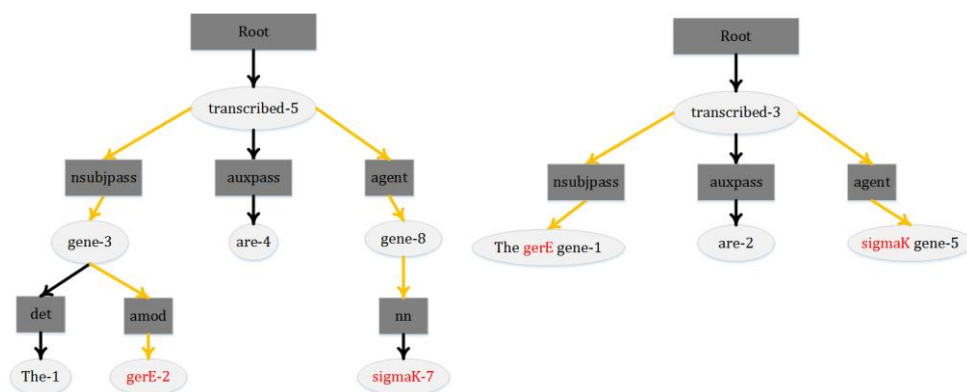 Root
transcribed-5
nsubjpass
auxpass
agent
gene-3
are-4
gene-8
det
amod
nn
The-1
gerE-2
sigmaK-7
Root
transcribed-3
nsubjpass
auxpass
agent
The gerE gene-1
are-2
sigmaK gene-5